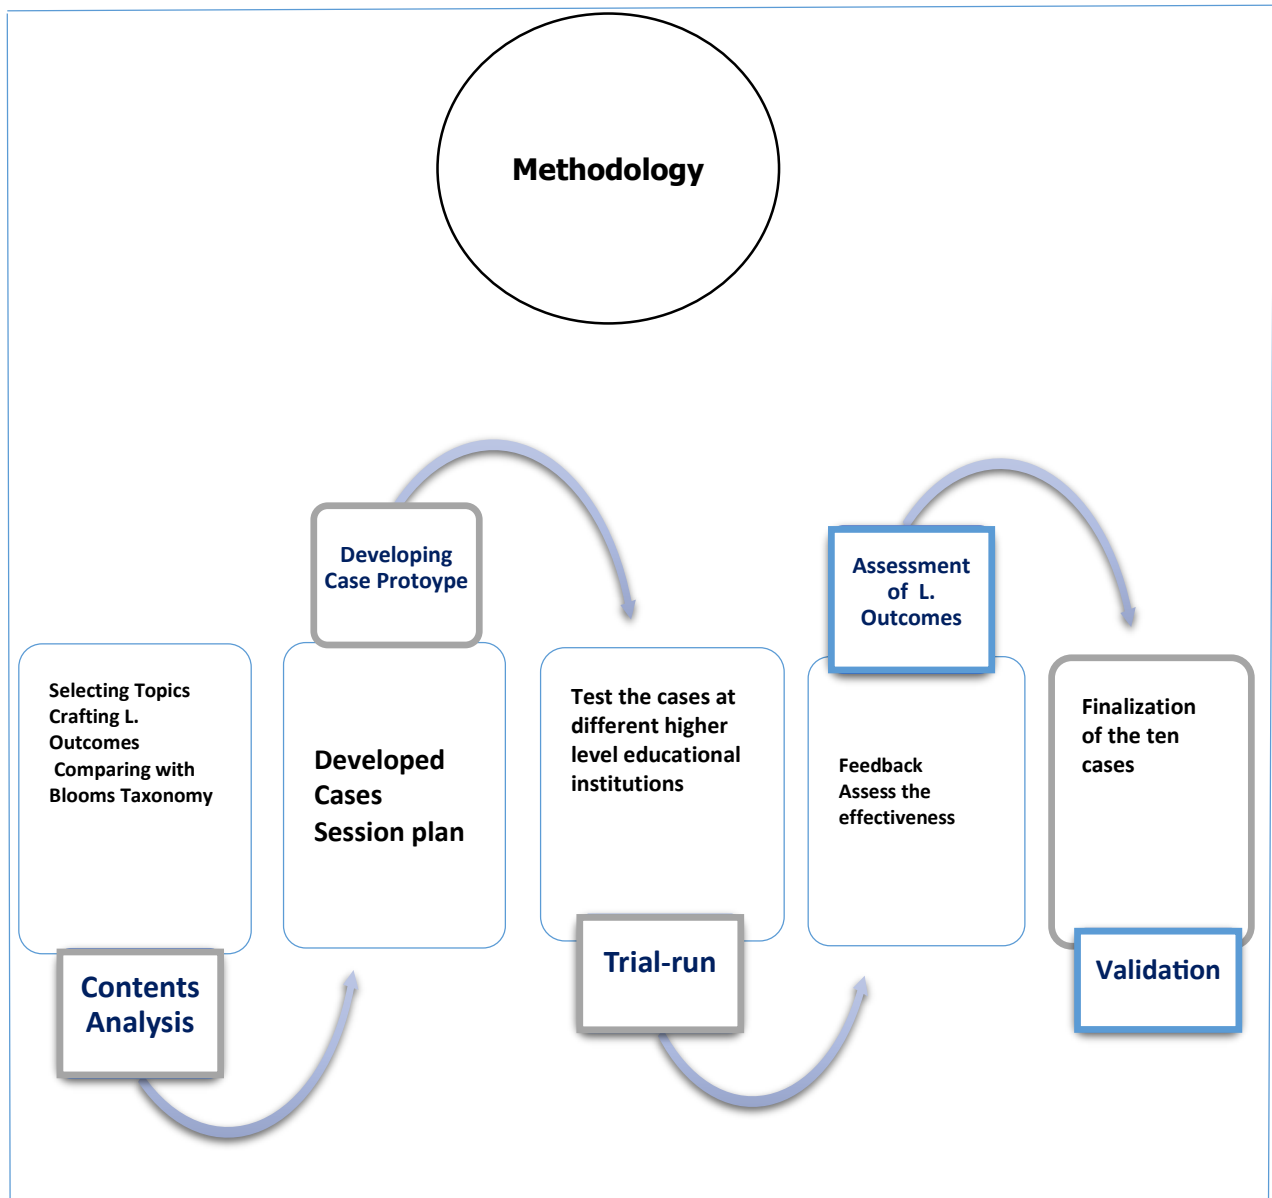 Methodology
Selecting Topics
Crafting L.
Outcomes
Comparing with
Blooms Taxonomy
Contents
Analysis
Developing
Case Protoype
Developed
Cases
Session plan
Test the cases at
different higher
level educational
institutions
Trial-run
Assessment
of L.
Outcomes
Feedback
Assess the
effectiveness
Finalization
of the ten
cases
Validation